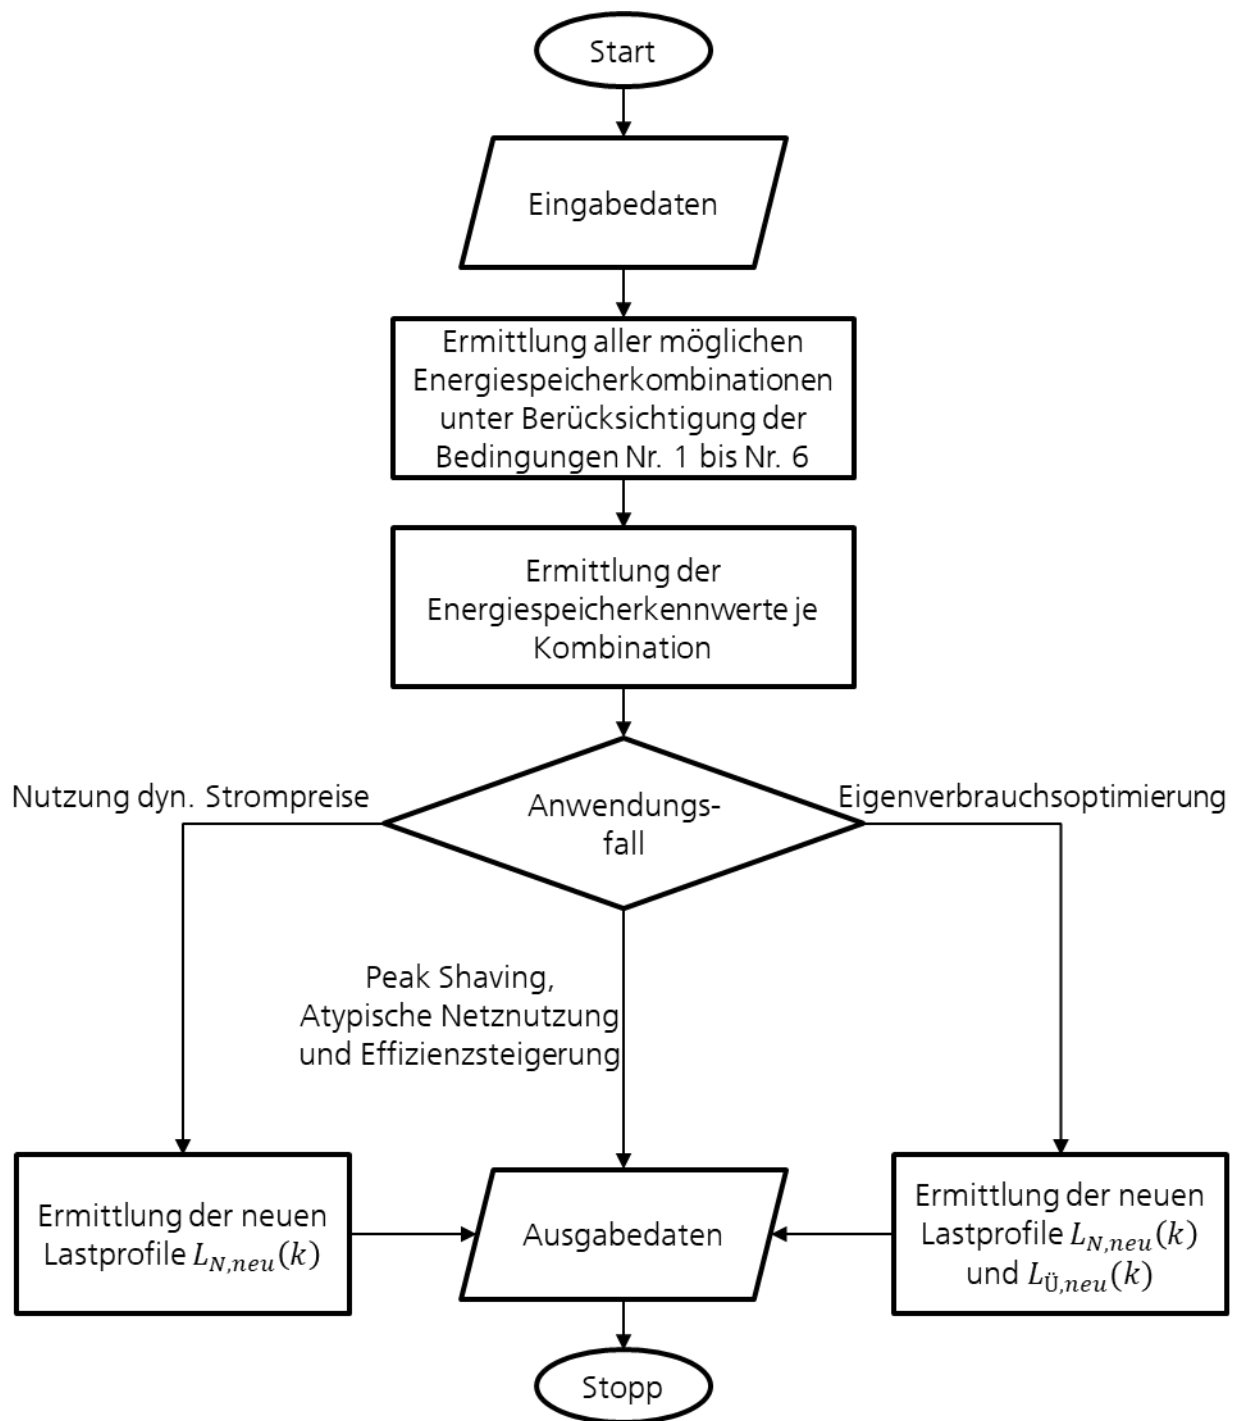 Start
Eingabedaten
Ermittlung aller möglichen
Energiespeicherkombinationen
unter Berücksichtigung der
Bedingungen Nr. 1 bis Nr. 6
Ermittlung der
Energiespeicherkennwerte je
Kombination
Nutzung dyn. Strompreise
Anwendungs-
fall
Eigenverbrauchsoptimierung
Peak Shaving,
Atypische Netznutzung
und Effizienzsteigerung
Ermittlung der neuen
Lastprofile L_{N,neu}(k)
Ausgabedaten
Ermittlung der neuen
Lastprofile L_{N,neu}(k)
und L_{Ü,neu}(k)
Stopp